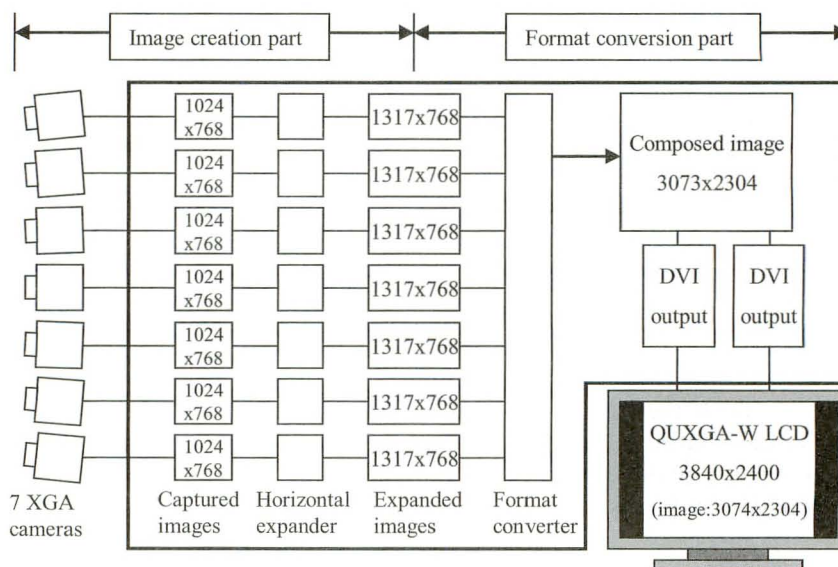 Image creation part
Format conversion part
1024
x768
1317x768
1024
x768
1317x768
1024
x768
1317x768
1024
x768
1317x768
1024
x768
1317x768
1024
x768
1317x768
1024
x768
1317x768
Composed image
3073x2304
DVI
output
DVI
output
QUXGA-W LCD
3840x2400
(image:3074x2304)
7 XGA
cameras
Captured
images
Horizontal
expander
Expanded
images
Format
converter